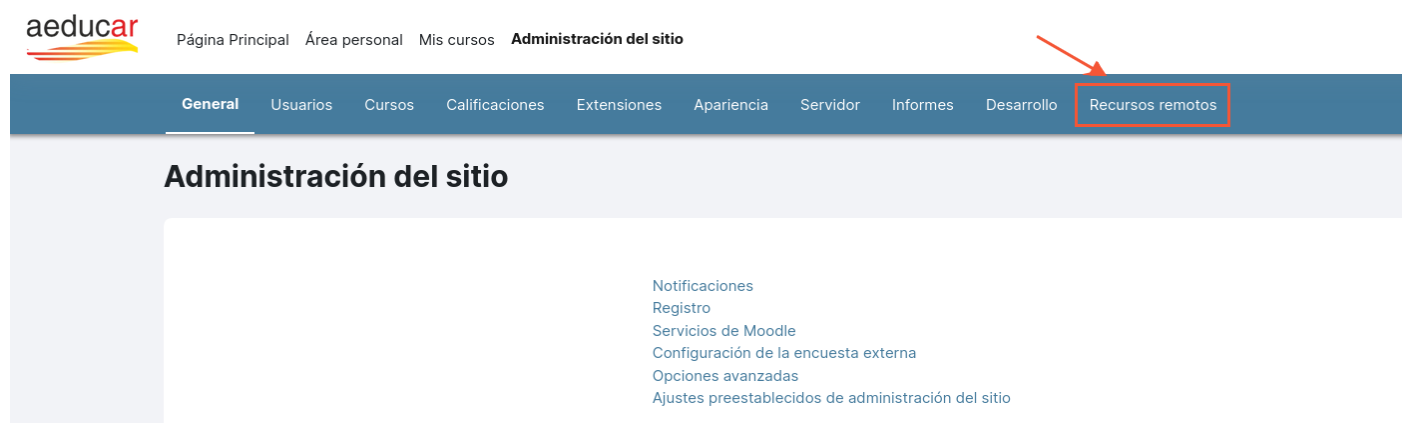 aeducar
Página Principal Área personal Mis cursos Administración del sitio
General Usuarios Cursos Calificaciones Extensiones Apariencia Servidor Informes Desarrollo Recursos remotos
Administración del sitio
Notificaciones
Registro
Servicios de Moodle
Configuración de la encuesta externa
Opciones avanzadas
Ajustes preestablecidos de administración del sitio